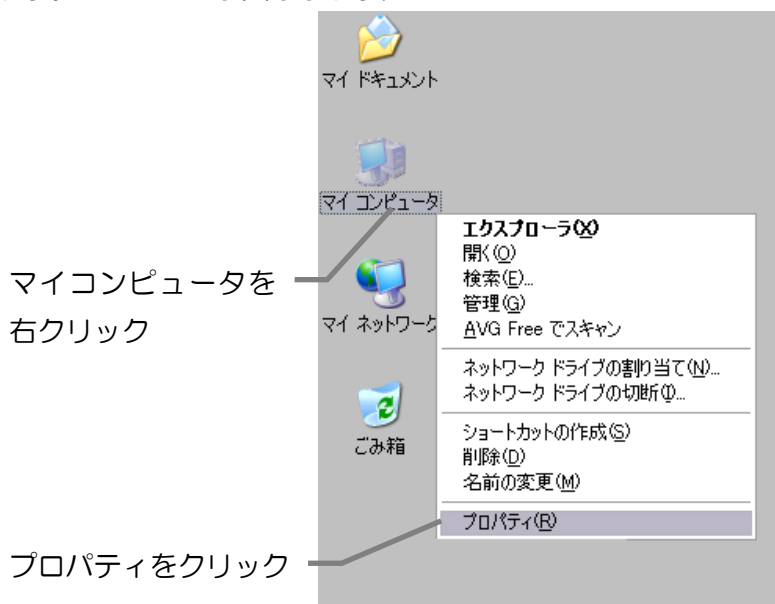 マイ ドキュメント
マイ コンピュータ
エクスプローラ(X)
開く(O)
検索(E)...
管理(G)
AVG Free でスキャン
ネットワーク ドライブの割り当て(N)...
ネットワーク ドライブの切断(I)...
ショートカットの作成(S)
削除(D)
名前の変更(M)
プロパティ(R)
マイコンピュータを
右クリック
マイ ネットワーク
ごみ箱
プロパティをクリック